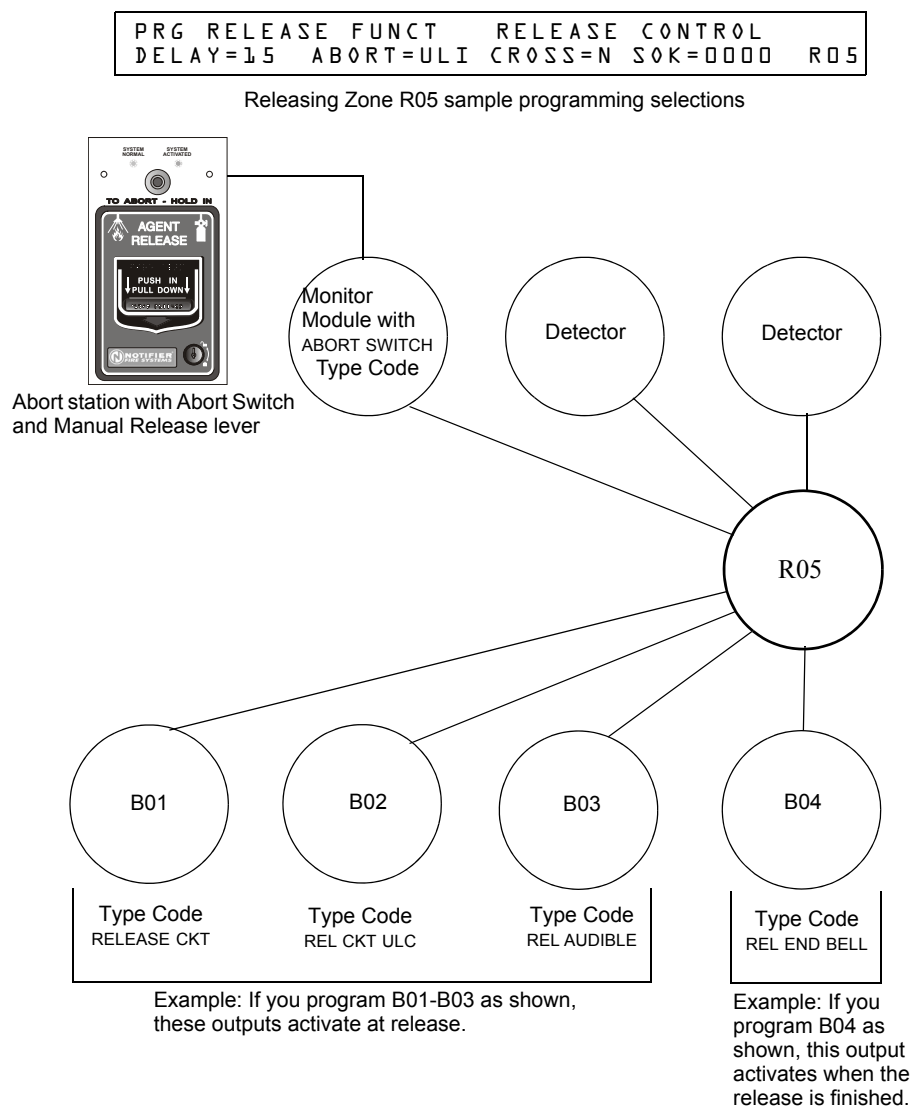 PRG RELEASE FUNCT RELEASE CONTROL
DELAY=15 ABORT=ULI CROSS=N SOK=0000 R05
Releasing Zone R05 sample programming selections
SYSTEM NORMAL
SYSTEM ACTIVATED
TO ABORT - HOLD IN
AGENT
RELEASE
PUSH IN
PULL DOWN
NOTIFIER
FIRE SYSTEMS
Abort station with Abort Switch
and Manual Release lever
Monitor
Module with
ABORT SWITCH
Type Code
Detector
Detector
R05
B01
B02
B03
B04
Type Code
RELEASE CKT
Type Code
REL CKT ULC
Type Code
REL AUDIBLE
Type Code
REL END BELL
Example: If you program B01-B03 as shown,
these outputs activate at release.
Example: If you
program B04 as
shown, this output
activates when the
release is finished.